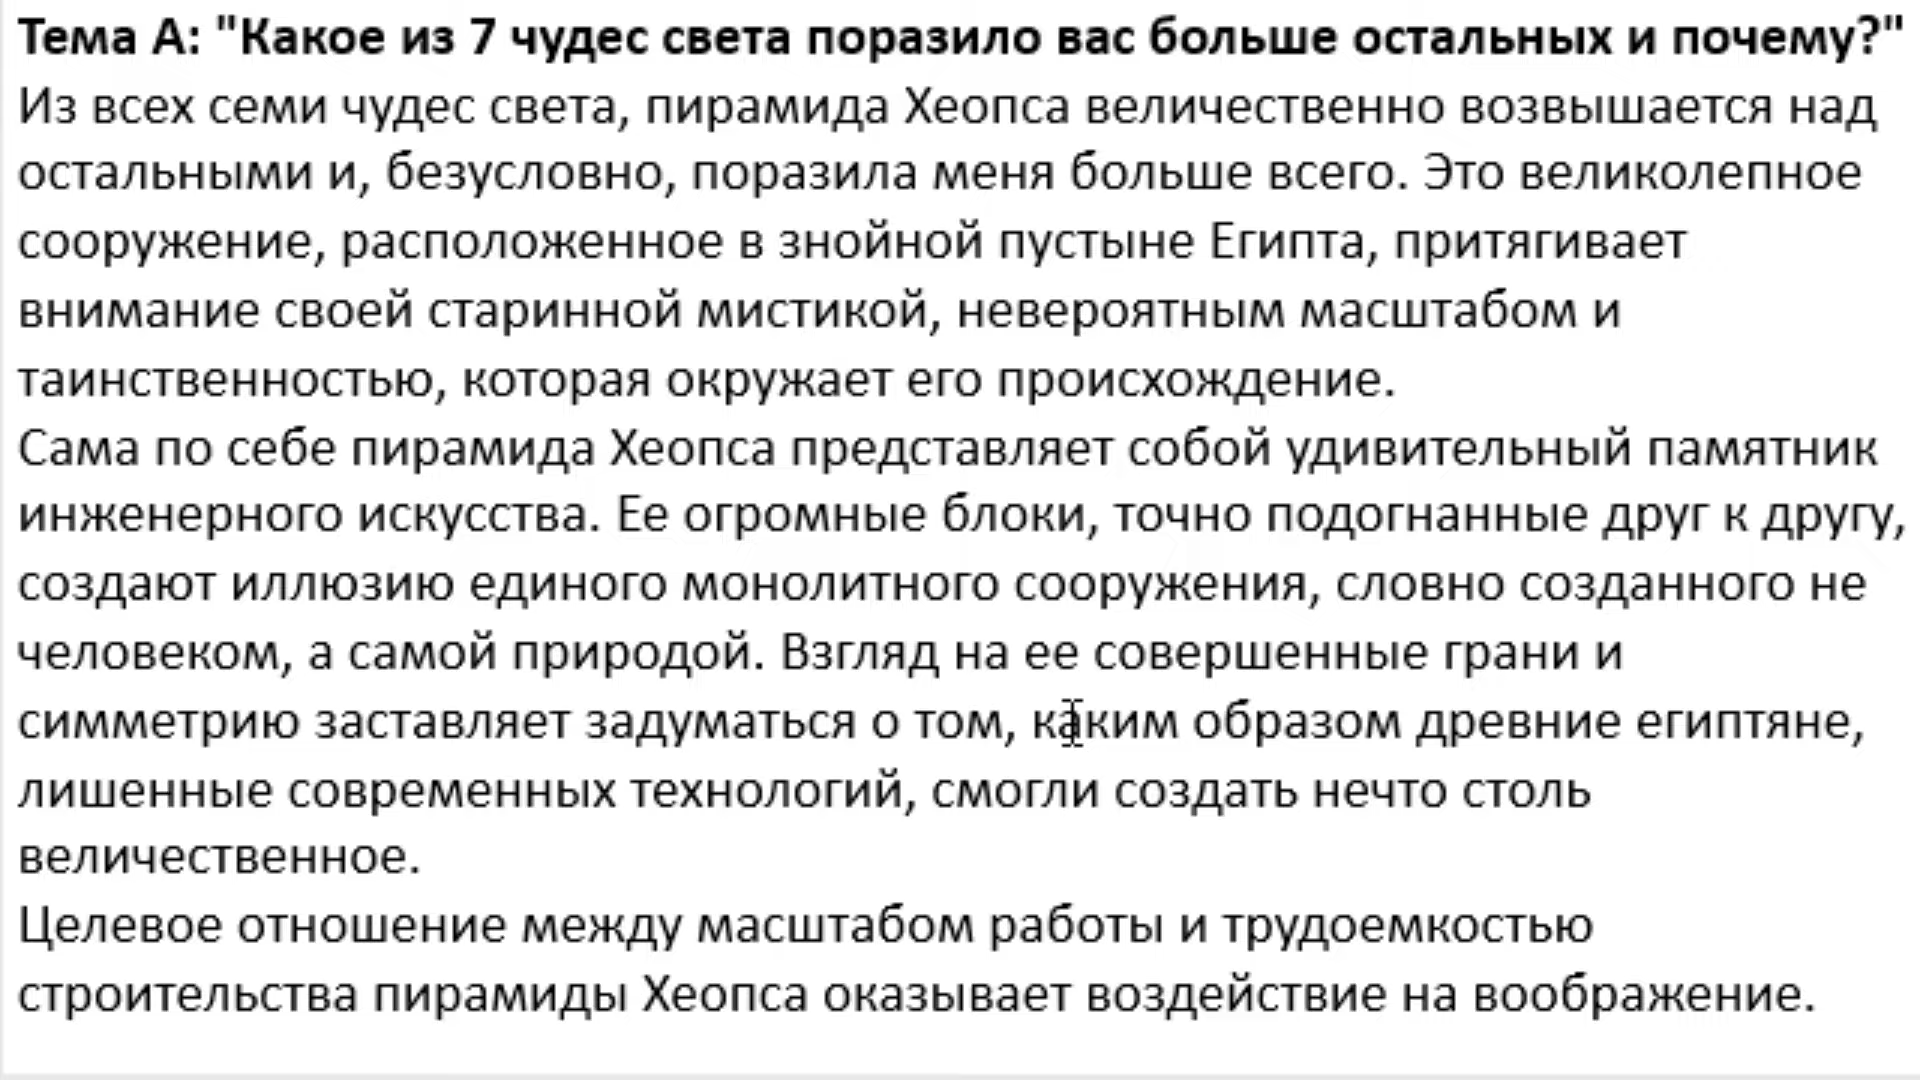 Тема А: "Какое из 7 чудес света поразило вас больше остальных и почему?"
Из всех семи чудес света, пирамида Хеопса величественно возвышается над
остальными и, безусловно, поразила меня больше всего. Это великолепное
сооружение, расположенное в знойной пустыне Египта, притягивает
внимание своей старинной мистикой, невероятным масштабом и
таинственностью, которая окружает его происхождение.
Сама по себе пирамида Хеопса представляет собой удивительный памятник
инженерного искусства. Ее огромные блоки, точно подогнанные друг к другу,
создают иллюзию единого монолитного сооружения, словно созданного не
человеком, а самой природой. Взгляд на ее совершенные грани и
симметрию заставляет задуматься о том, каким образом древние египтяне,
лишенные современных технологий, смогли создать нечто столь
величественное.
Целевое отношение между масштабом работы и трудоемкостью
строительства пирамиды Хеопса оказывает воздействие на воображение.